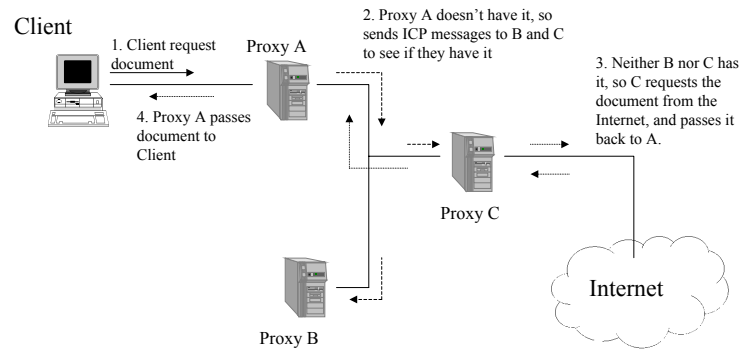 Client
1. Client request
document
Proxy A
2. Proxy A doesn't have it, so
sends ICP messages to B and C
to see if they have it
3. Neither B nor C has
it, so C requests the
document from the
Internet, and passes it
back to A.
4. Proxy A passes
document to
Client
Proxy C
Internet
Proxy B